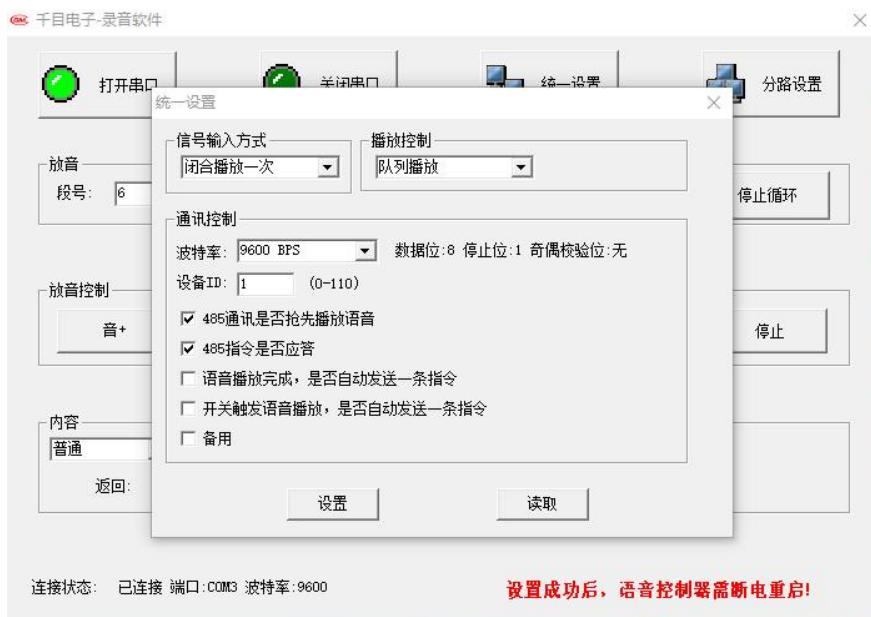 千目电子-录音软件
打开串口 关闭串口 统一设置 分路设置
统一设置
信号输入方式 播放控制
闭合播放一次 队列播放
放音
段号: 6
停止循环
通讯控制
波特率: 9600 BPS 数据位:8 停止位:1 奇偶校验位:无
设备ID: 1 (0-110)
放音控制
音+
停止
485通讯是否抢先播放语音
485指令是否应答
语音播放完成，是否自动发送一条指令
开关触发语音播放，是否自动发送一条指令
备用
内容
普通
返回:
设置 读取
连接状态: 已连接 端口:COM3 波特率:9600
设置成功后，语音控制器需断电重启!